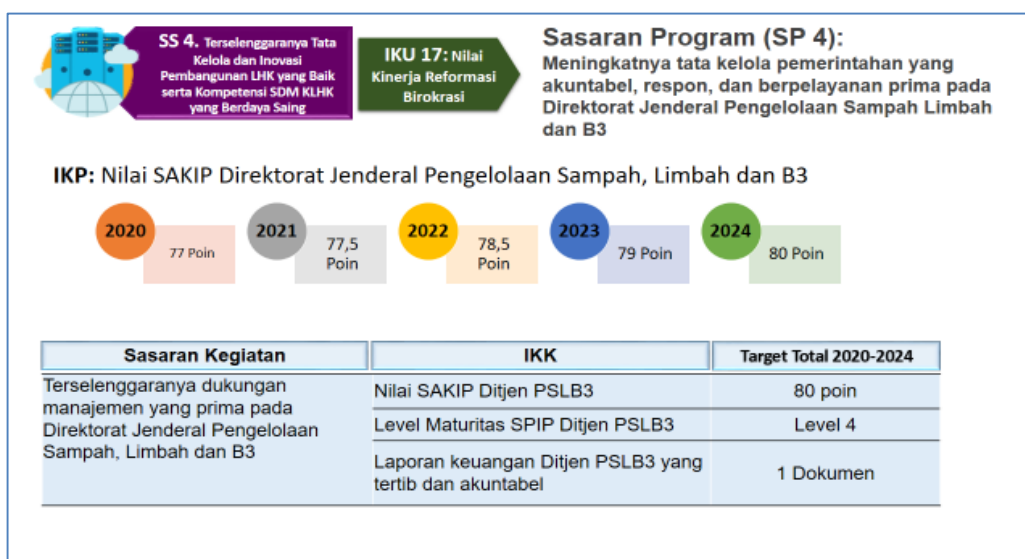 SS 4. Terselenggaranya Tata
Kelola dan Inovasi
Pembangunan LHK yang Baik
serta Kompetensi SDM KLHK
yang Berdaya Saing
IKU 17: Nilai
Kinerja Reformasi
Birokrasi
Sasaran Program (SP 4):
Meningkatnya tata kelola pemerintahan yang
akuntabel, respon, dan berpelayanan prima pada
Direktorat Jenderal Pengelolaan Sampah Limbah
dan B3
IKP: Nilai SAKIP Direktorat Jenderal Pengelolaan Sampah, Limbah dan B3
2020
77 Poin
2021
77,5
Poin
2022
78,5
Poin
2023
79 Poin
2024
80 Poin
Sasaran Kegiatan
IKK
Target Total 2020-2024
Terselenggaranya dukungan
manajemen yang prima pada
Direktorat Jenderal Pengelolaan
Sampah, Limbah dan B3
Nilai SAKIP Ditjen PSLB3
80 poin
Level Maturitas SPIP Ditjen PSLB3
Level 4
Laporan keuangan Ditjen PSLB3 yang
tertib dan akuntabel
1 Dokumen